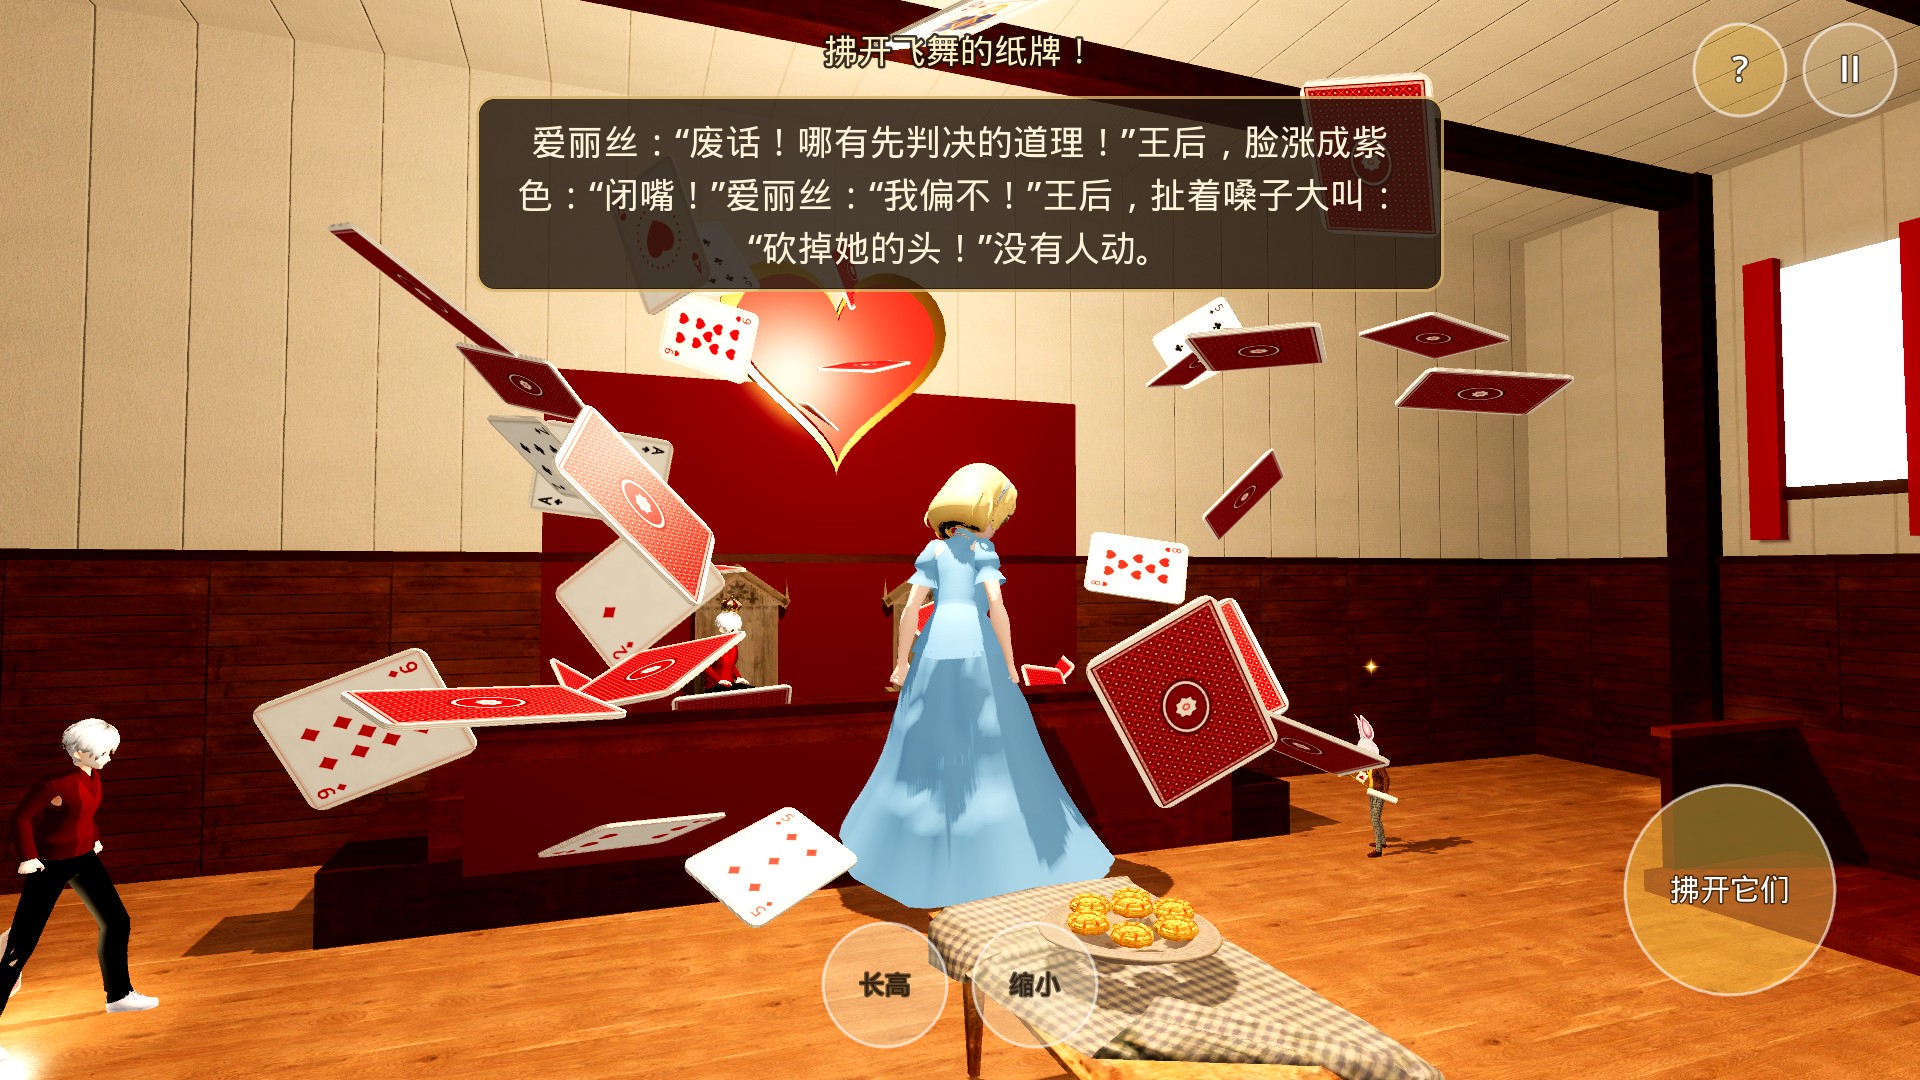 拂开飞舞的纸牌！
? II
爱丽丝：“废话！哪有先判决的道理！”王后，脸涨成紫
色：“闭嘴！”爱丽丝：“我偏不！”王后，扯着嗓子大叫：
“砍掉她的头！”没有人动。
拂开它们
长高 缩小